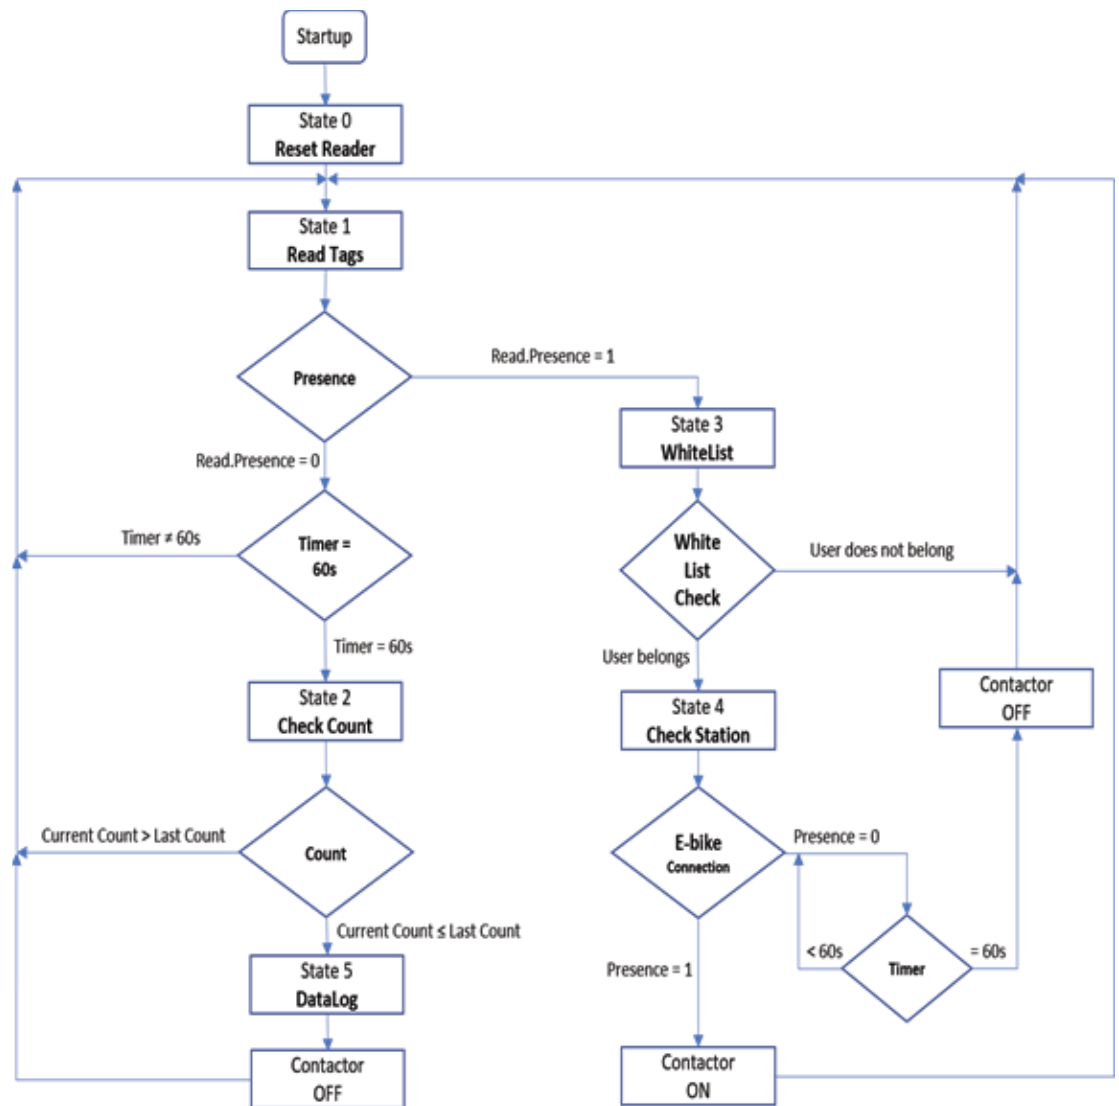 Startup
State 0
Reset Reader
State 1
Read Tags
Presence
Read.Presence = 1
Read.Presence = 0
State 3
WhiteList
Timer ≠ 60s
Timer =
60s
White
List
Check
User does not belong
Timer = 60s
User belongs
State 2
Check Count
State 4
Check Station
Contactor
OFF
Current Count > Last Count
Count
E-bike
Connection
Presence = 0
Current Count ≤ Last Count
< 60s
Timer
= 60s
Presence = 1
State 5
DataLog
Contactor
OFF
Contactor
ON